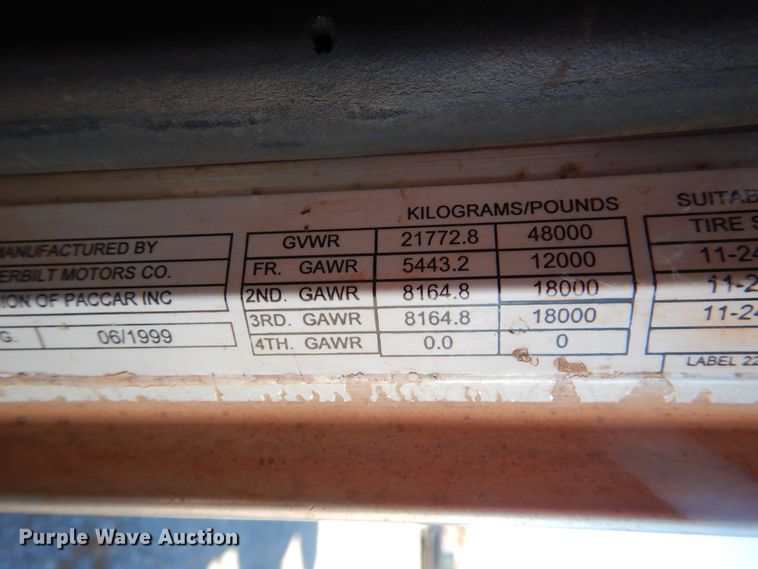 MANUFACTURED BY
ERBILT MOTORS CO.
ION OF PACCAR INC
G. 06/1999
KILOGRAMS/POUNDS
GVWR 21772.8 48000
FR. GAWR 5443.2 12000
2ND. GAWR 8164.8 18000
3RD. GAWR 8164.8 18000
4TH. GAWR 0.0 0
SUITAB
TIRE S
11-24
11-2
11-24
LABEL 22
Purple Wave Auction